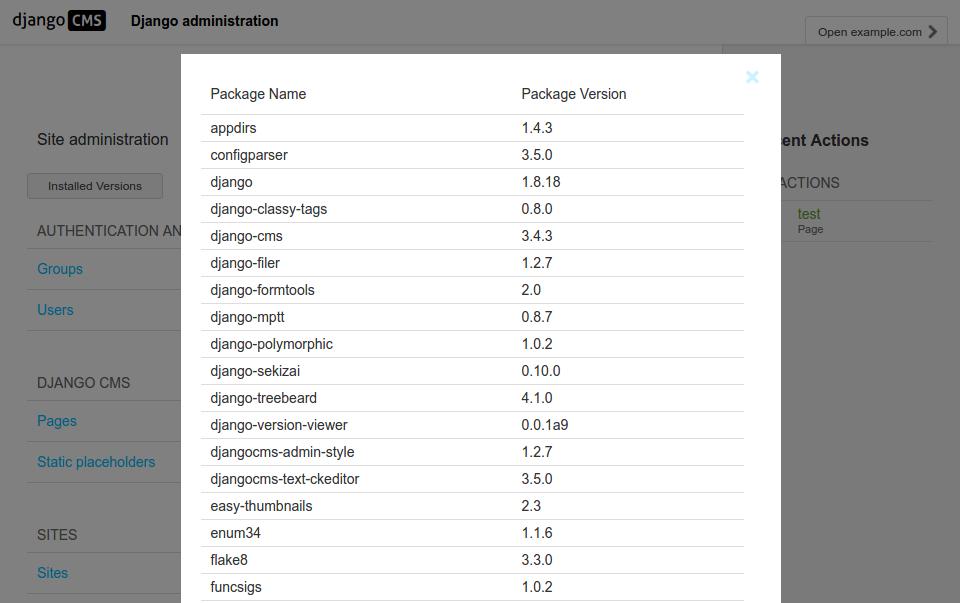 django CMS Django administration
Open example.com
Site administration
Installed Versions
AUTHENTICATION AN
Groups
Users
DJANGO CMS
Pages
Static placeholders
SITES
Sites
Package Name Package Version
appdirs 1.4.3
configparser 3.5.0
django 1.8.18
django-classy-tags 0.8.0
django-cms 3.4.3
django-filer 1.2.7
django-formtools 2.0
django-mptt 0.8.7
django-polymorphic 1.0.2
django-sekizai 0.10.0
django-treebeard 4.1.0
django-version-viewer 0.0.1a9
djangocms-admin-style 1.2.7
djangocms-text-ckeditor 3.5.0
easy-thumbnails 2.3
enum34 1.1.6
flake8 3.3.0
funcsigs 1.0.2
ent Actions
ACTIONS
test
Page